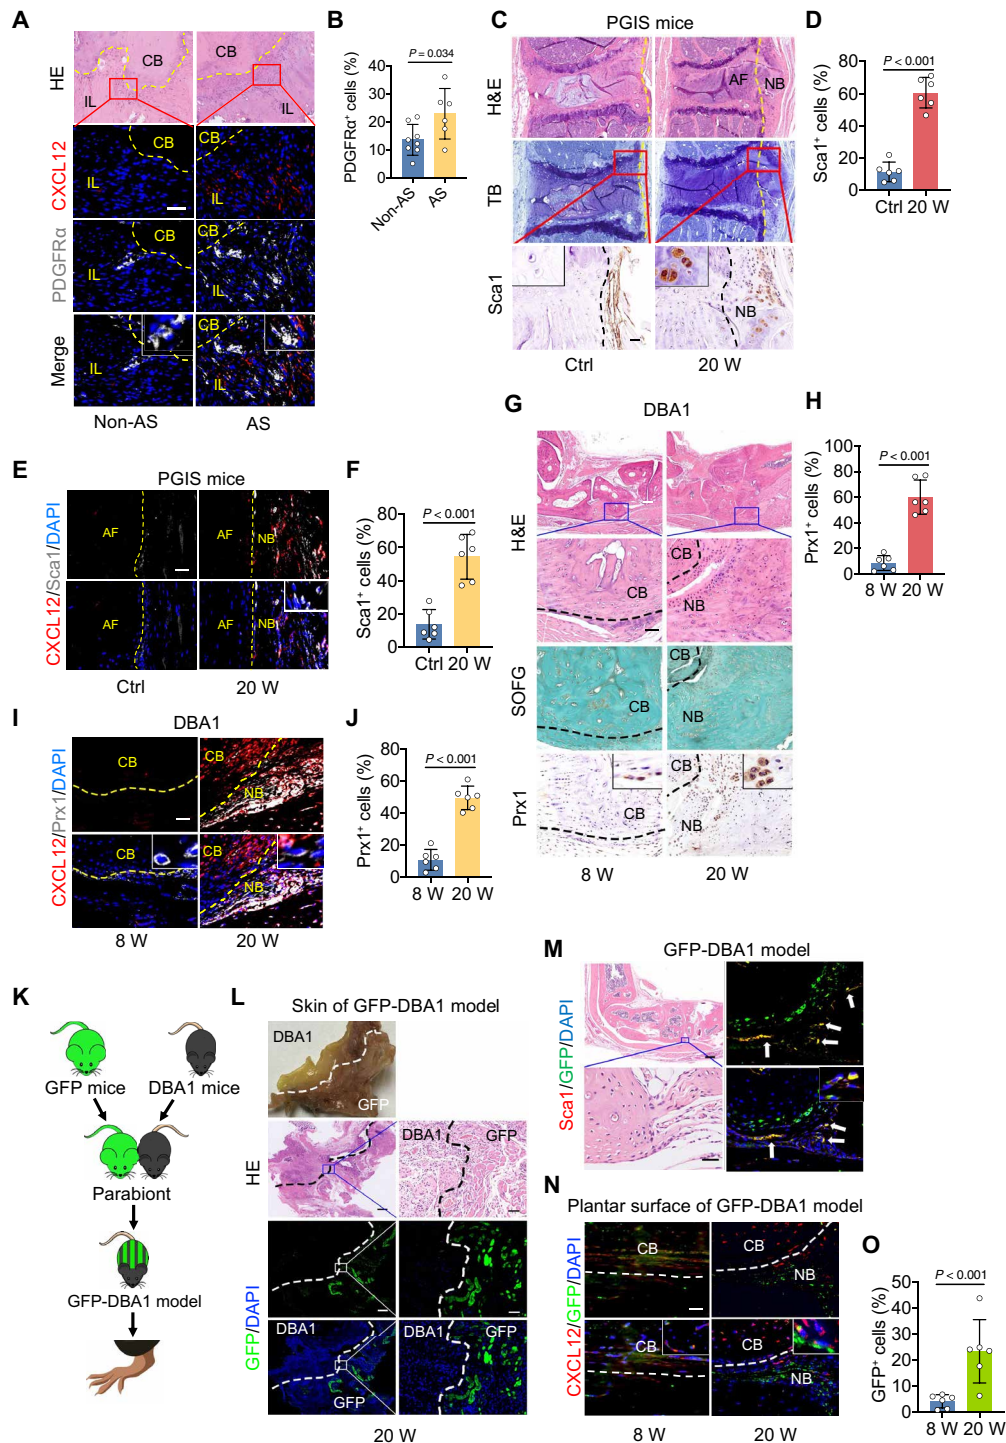 A
HE
CXCL12
PDGFRα
Merge
CB
IL
CB
IL
CB
IL
CB
IL
CB
IL
CB
IL
CB
IL
CB
IL
Non-AS
AS
B
P = 0.034
PDGFRα⁺ cells (%)
40
30
20
10
0
Non-AS
AS
C
PGIS mice
H&E
TB
Sca1
AF
NB
NB
Ctrl
20 W
D
P < 0.001
Sca1⁺ cells (%)
80
60
40
20
0
Ctrl 20 W
E
PGIS mice
CXCL12/Sca1/DAPI
AF
AF
NB
AF
AF
NB
Ctrl
20 W
F
P < 0.001
Sca1⁺ cells (%)
80
60
40
20
0
Ctrl 20 W
G
DBA1
H&E
SOFG
Prx1
CB
CB
NB
CB
CB
NB
CB
CB
NB
8 W
20 W
H
P < 0.001
Prx1⁺ cells (%)
100
80
60
40
20
0
8 W 20 W
I
DBA1
CXCL12/Prx1/DAPI
CB
CB
NB
CB
CB
NB
8 W
20 W
J
P < 0.001
Prx1⁺ cells (%)
80
60
40
20
0
8 W 20 W
K
GFP mice
DBA1 mice
Parabiont
GFP-DBA1 model
L
Skin of GFP-DBA1 model
DBA1
GFP
HE
DBA1
GFP
GFP/DAPI
DBA1
GFP
DBA1
GFP
20 W
M
GFP-DBA1 model
Sca1/GFP/DAPI
N
Plantar surface of GFP-DBA1 model
CXCL12/GFP/DAPI
CB
CB
NB
CB
CB
NB
8 W
20 W
O
P < 0.001
GFP⁺ cells (%)
50
40
30
20
10
0
8 W 20 W